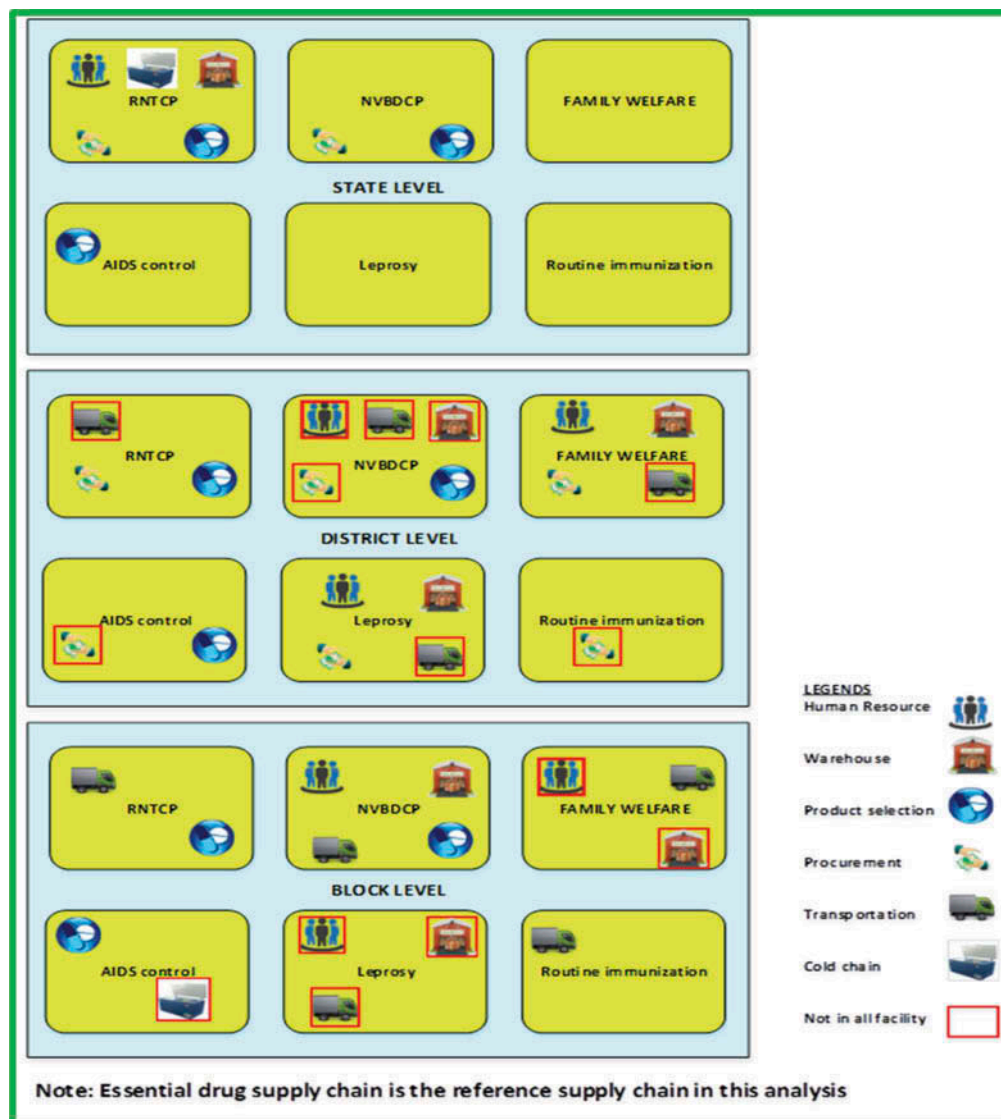 RNTCP
NVBDCP
FAMILY WELFARE
STATE LEVEL
AIDS control
Leprosy
Routine immunization
RNTCP
NVBDCP
FAMILY WELFARE
DISTRICT LEVEL
AIDS control
Leprosy
Routine immunization
RNTCP
NVBDCP
FAMILY WELFARE
BLOCK LEVEL
AIDS control
Leprosy
Routine immunization
LEGENDS
Human Resource
Warehouse
Product selection
Procurement
Transportation
Cold chain
Not in all facility
Note: Essential drug supply chain is the reference supply chain in this analysis